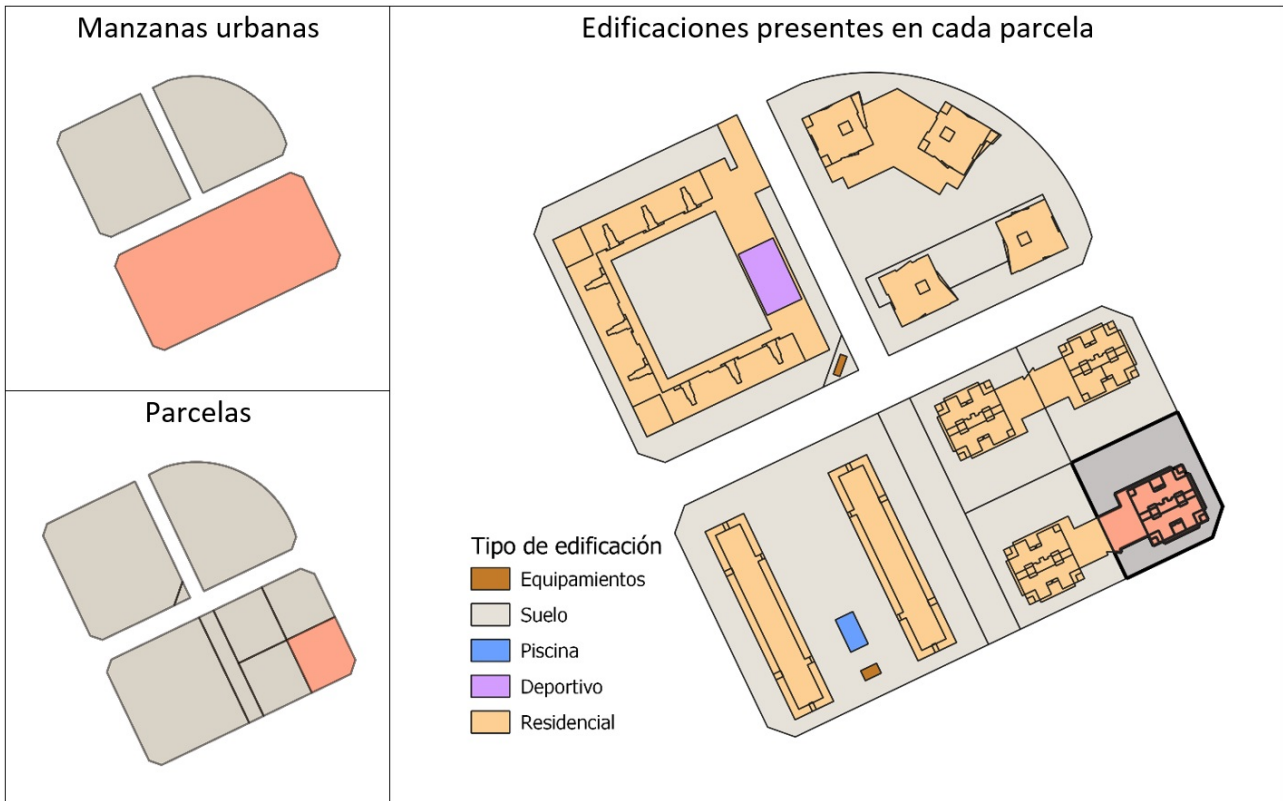 Manzanas urbanas
Edificaciones presentes en cada parcela
Parcelas
Tipo de edificación
Equipamientos
Suelo
Piscina
Deportivo
Residencial